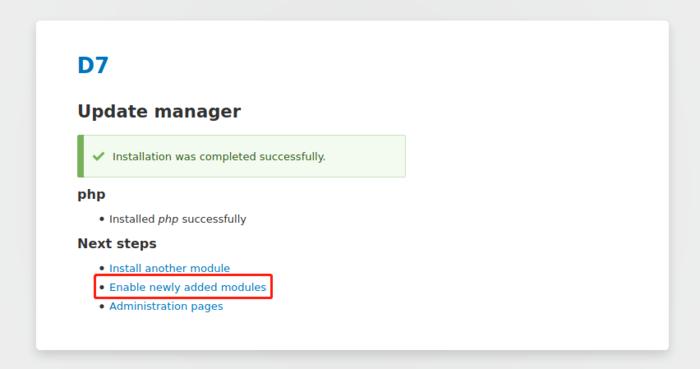 D7
Update manager
Installation was completed successfully.
php
Installed php successfully
Next steps
Install another module
Enable newly added modules
Administration pages